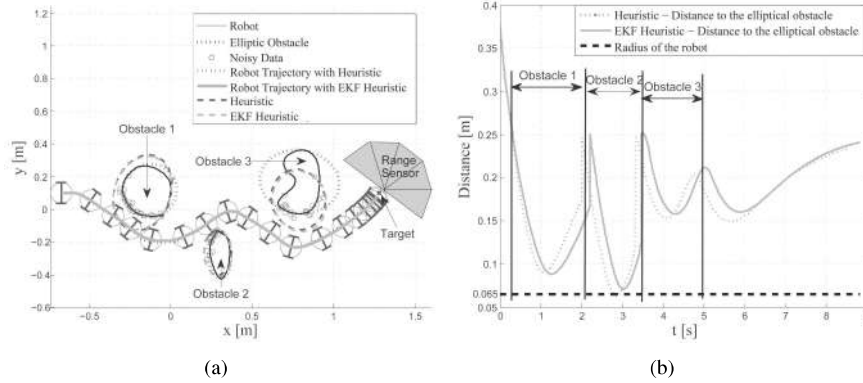 1.2
1
0.8
0.6
0.4
0.2
0
-0.2
-0.4
-0.6
y [m]
Robot
Elliptic Obstacle
Noisy Data
Robot Trajectory with Heuristic
Robot Trajectory with EKF Heuristic
Heuristic
EKF Heuristic
Obstacle 1
Obstacle 3
Range
Sensor
Target
Obstacle 2
-0.5
0
0.5
1
1.5
x [m]
(a)
0.4
0.35
0.3
0.25
0.2
0.15
0.1
0.065
0.05
Distance [m]
Heuristic − Distance to the elliptical obstacle
EKF Heuristic − Distance to the elliptical obstacle
Radius of the robot
Obstacle 1
Obstacle 2
Obstacle 3
0
1
2
3
4
5
6
7
8
t [s]
(b)